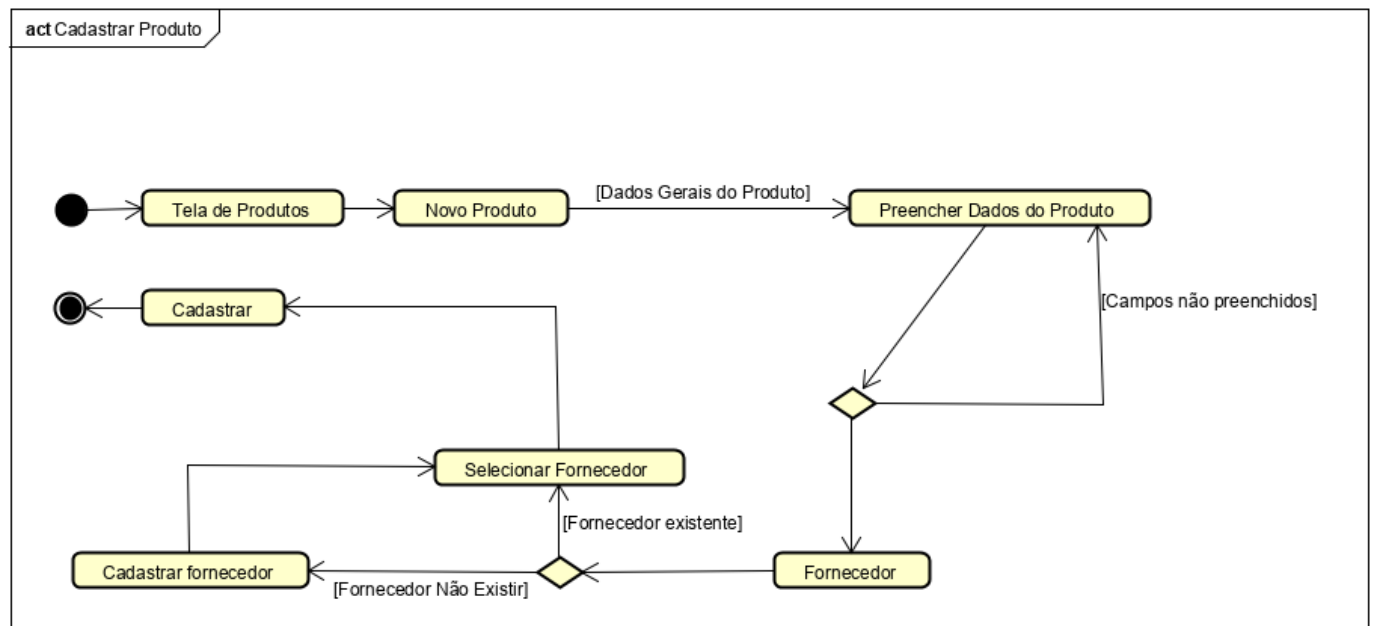 act Cadastrar Produto
Tela de Produtos
Novo Produto
[Dados Gerais do Produto]
Preencher Dados do Produto
[Campos não preenchidos]
Cadastrar
Selecionar Fornecedor
[Fornecedor existente]
Cadastrar fornecedor
[Fornecedor Não Existir]
Fornecedor